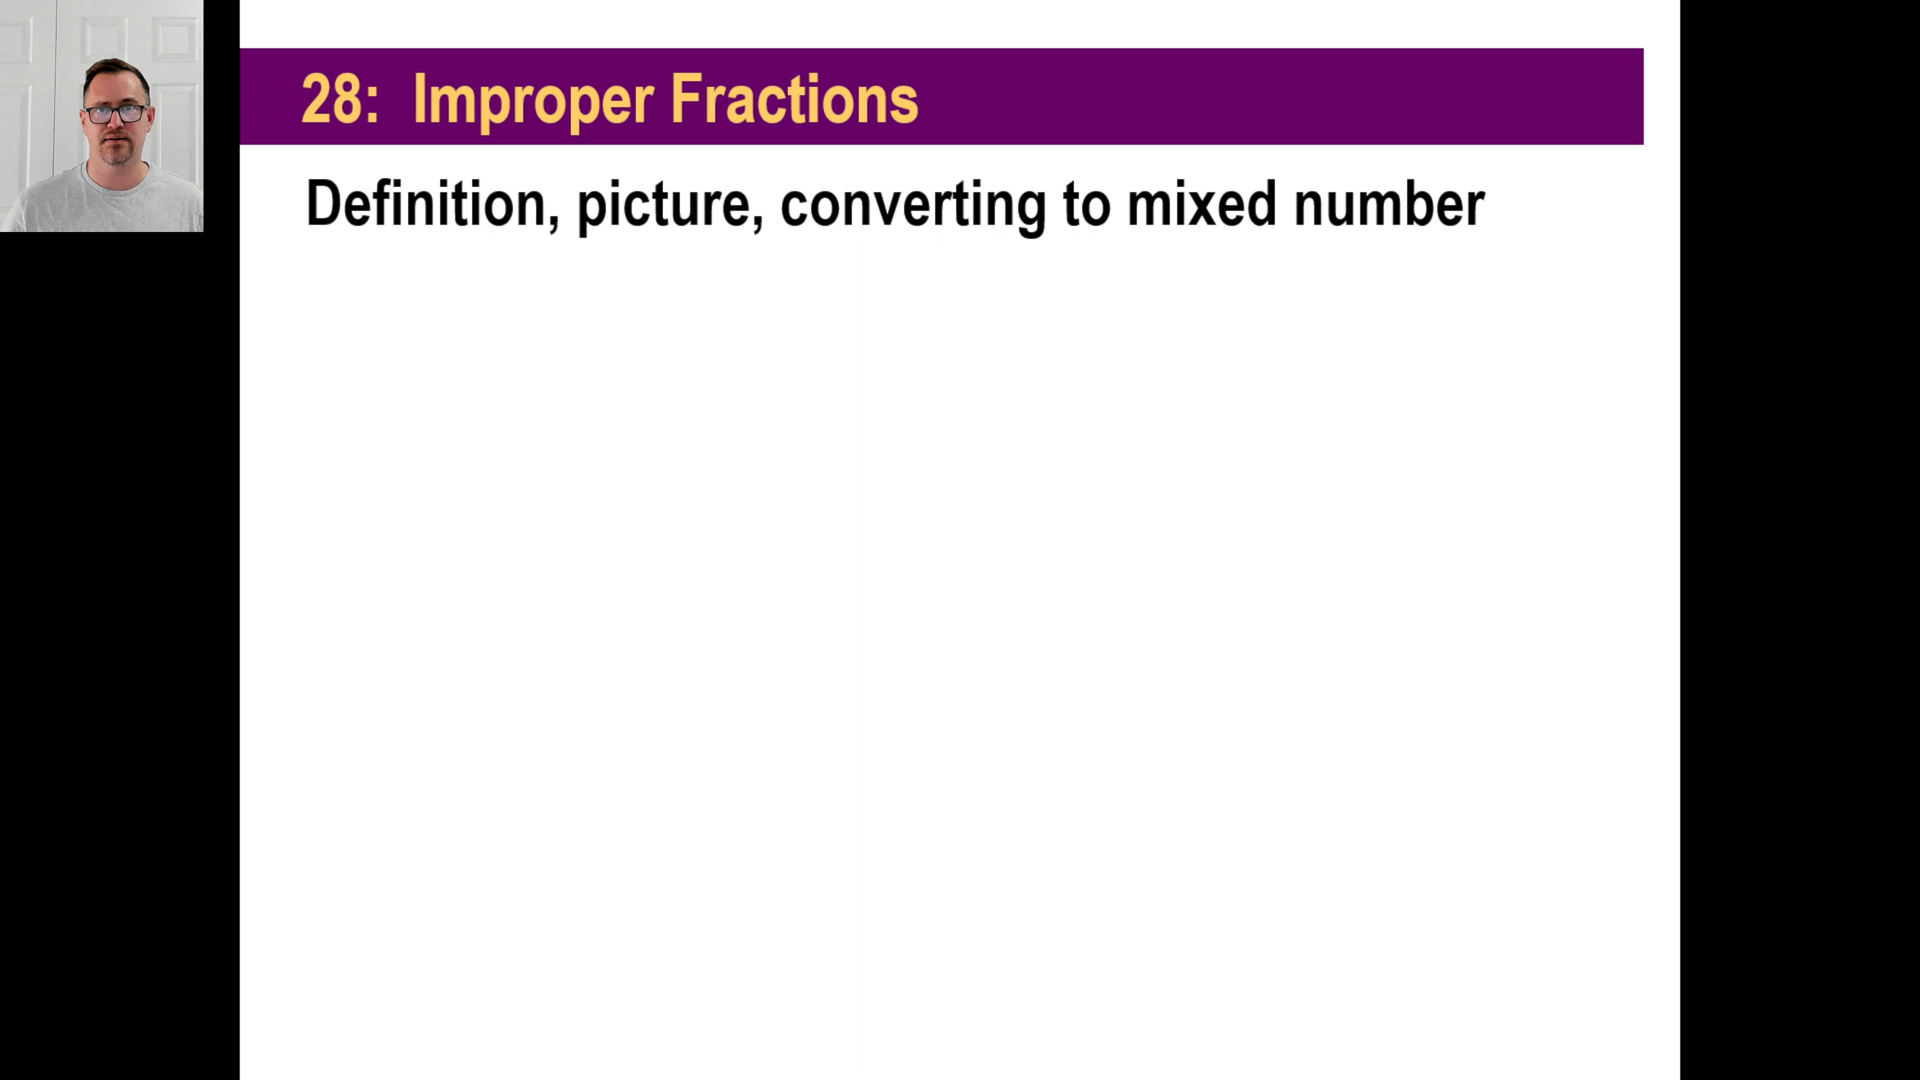 28: Improper Fractions
Definition, picture, converting to mixed number